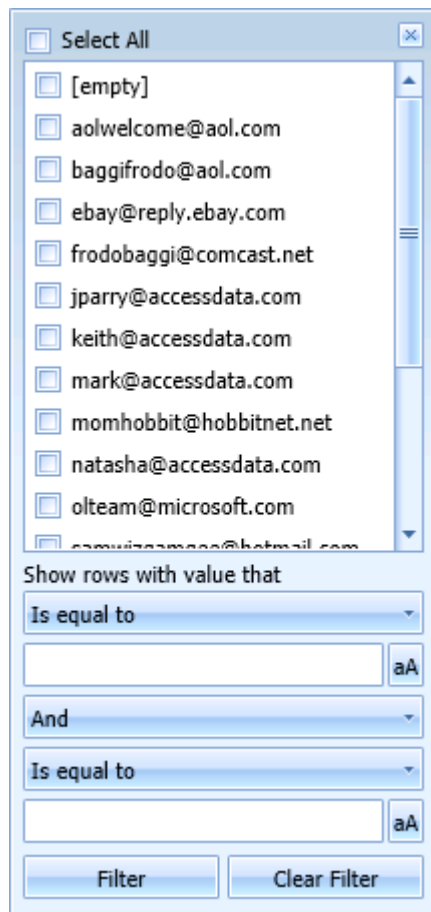 Select All
[empty]
aolwelcome@aol.com
baggifrodo@aol.com
ebay@reply.ebay.com
frodobaggi@comcast.net
jparry@accessdata.com
keith@accessdata.com
mark@accessdata.com
momhobbit@hobbitnet.net
natasha@accessdata.com
olteam@microsoft.com
Show rows with value that
Is equal to
aA
And
Is equal to
aA
Filter Clear Filter